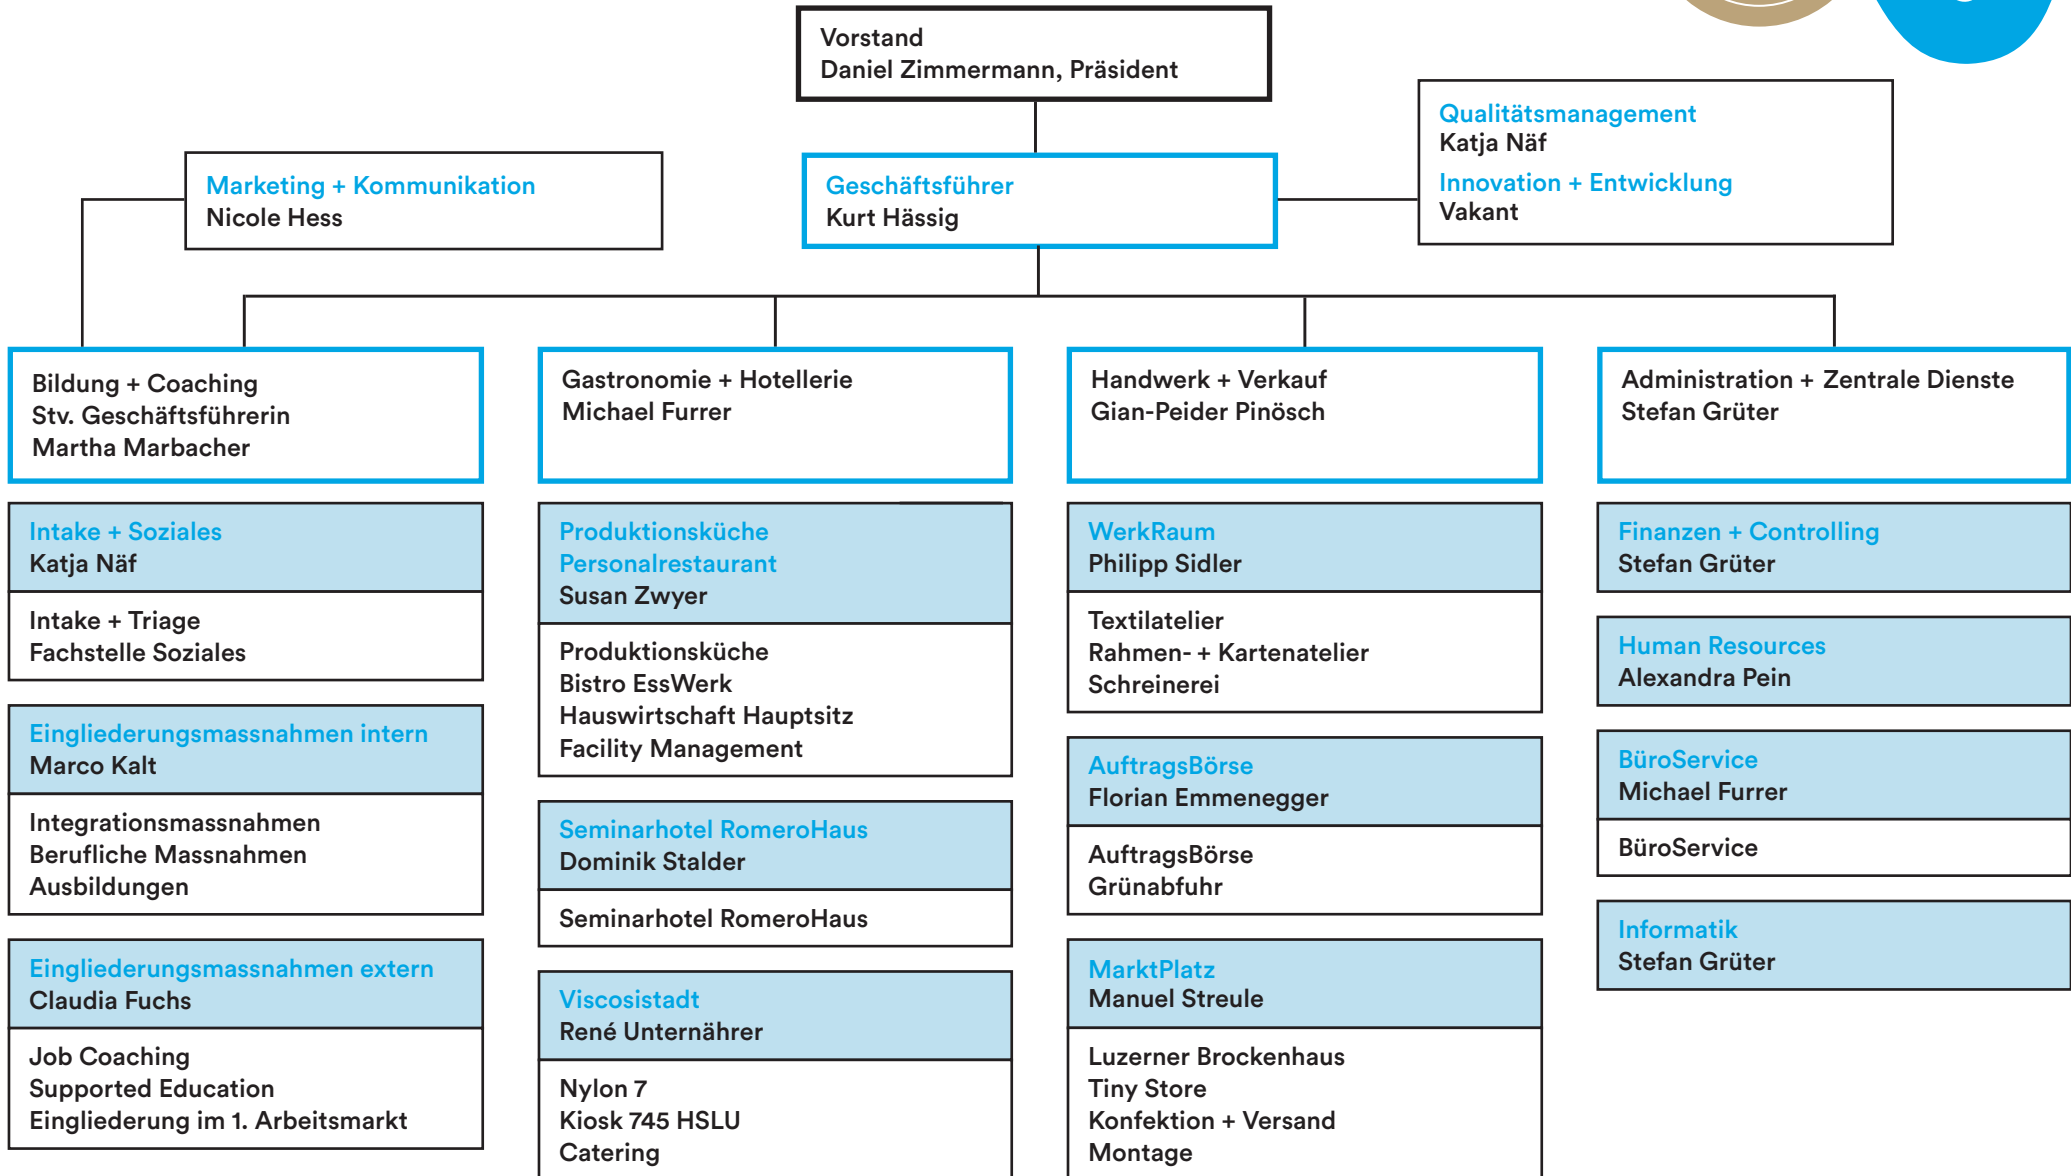 Vorstand
Daniel Zimmermann, Präsident
Qualitätsmanagement
Katja Näf
Innovation + Entwicklung
Vakant
Marketing + Kommunikation
Nicole Hess
Geschäftsführer
Kurt Hässig
Bildung + Coaching
Stv. Geschäftsführerin
Martha Marbacher
Gastronomie + Hotellerie
Michael Furrer
Handwerk + Verkauf
Gian-Peider Pinösch
Administration + Zentrale Dienste
Stefan Grüter
Intake + Soziales
Katja Näf
Intake + Triage
Fachstelle Soziales
Eingliederungsmassnahmen intern
Marco Kalt
Integrationsmassnahmen
Berufliche Massnahmen
Ausbildungen
Eingliederungsmassnahmen extern
Claudia Fuchs
Job Coaching
Supported Education
Eingliederung im 1. Arbeitsmarkt
Produktionsküche
Personalrestaurant
Susan Zwyer
Produktionsküche
Bistro EssWerk
Hauswirtschaft Hauptsitz
Facility Management
Seminarhotel RomeroHaus
Dominik Stalder
Seminarhotel RomeroHaus
Viscosistadt
René Unternährer
Nylon 7
Kiosk 745 HSLU
Catering
WerkRaum
Philipp Sidler
Textilatelier
Rahmen- + Kartenatelier
Schreinerei
AuftragsBörse
Florian Emmenegger
AuftragsBörse
Grünabfuhr
MarktPlatz
Manuel Streule
Luzerner Brockenhaus
Tiny Store
Konfektion + Versand
Montage
Finanzen + Controlling
Stefan Grüter
Human Resources
Alexandra Pein
BüroService
Michael Furrer
BüroService
Informatik
Stefan Grüter